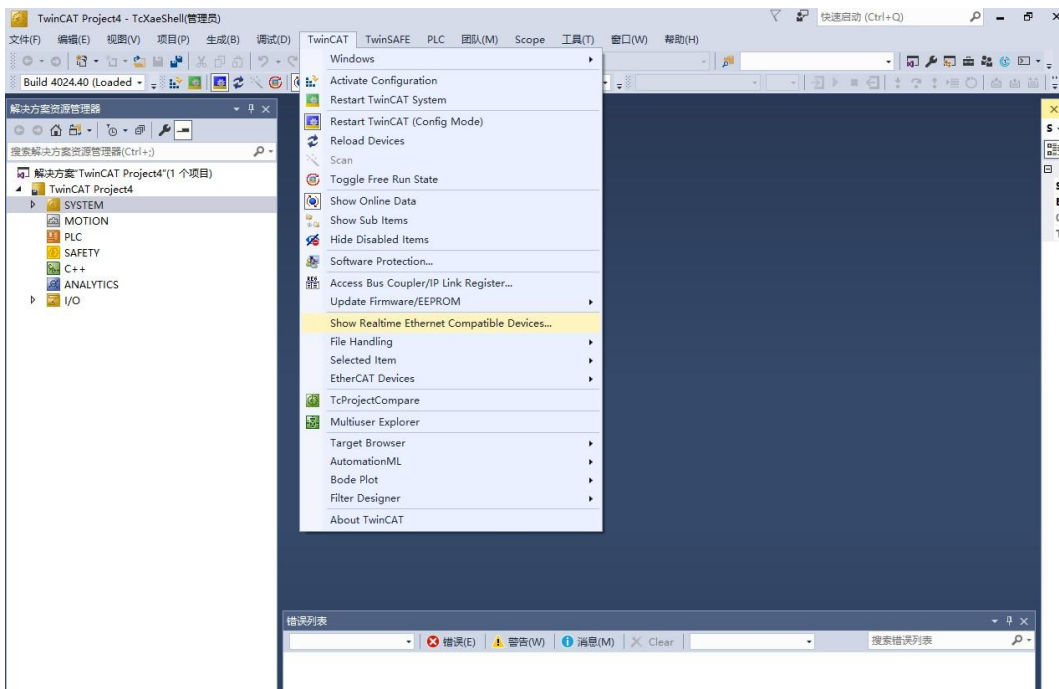 TwinCAT Project4 - TcXaeShell(管理员)
快速启动 (Ctrl+Q)
文件(F) 编辑(E) 视图(V) 项目(P) 生成(B) 调试(D) TwinCAT TwinSAFE PLC 团队(M) Scope 工具(T) 窗口(W) 帮助(H)
Build 4024.40 (Loaded
解决方案资源管理器
搜索解决方案资源管理器(Ctrl+;)
解决方案"TwinCAT Project4"(1 个项目)
TwinCAT Project4
SYSTEM
MOTION
PLC
SAFETY
C++
ANALYTICS
I/O
Windows
Activate Configuration
Restart TwinCAT System
Restart TwinCAT (Config Mode)
Reload Devices
Scan
Toggle Free Run State
Show Online Data
Show Sub Items
Hide Disabled Items
Software Protection...
Access Bus Coupler/IP Link Register...
Update Firmware/EEPROM
Show Realtime Ethernet Compatible Devices...
File Handling
Selected Item
EtherCAT Devices
TcProjectCompare
Multiuser Explorer
Target Browser
AutomationML
Bode Plot
Filter Designer
About TwinCAT
错误列表
错误(E) 警告(W) 消息(M) Clear 搜索错误列表